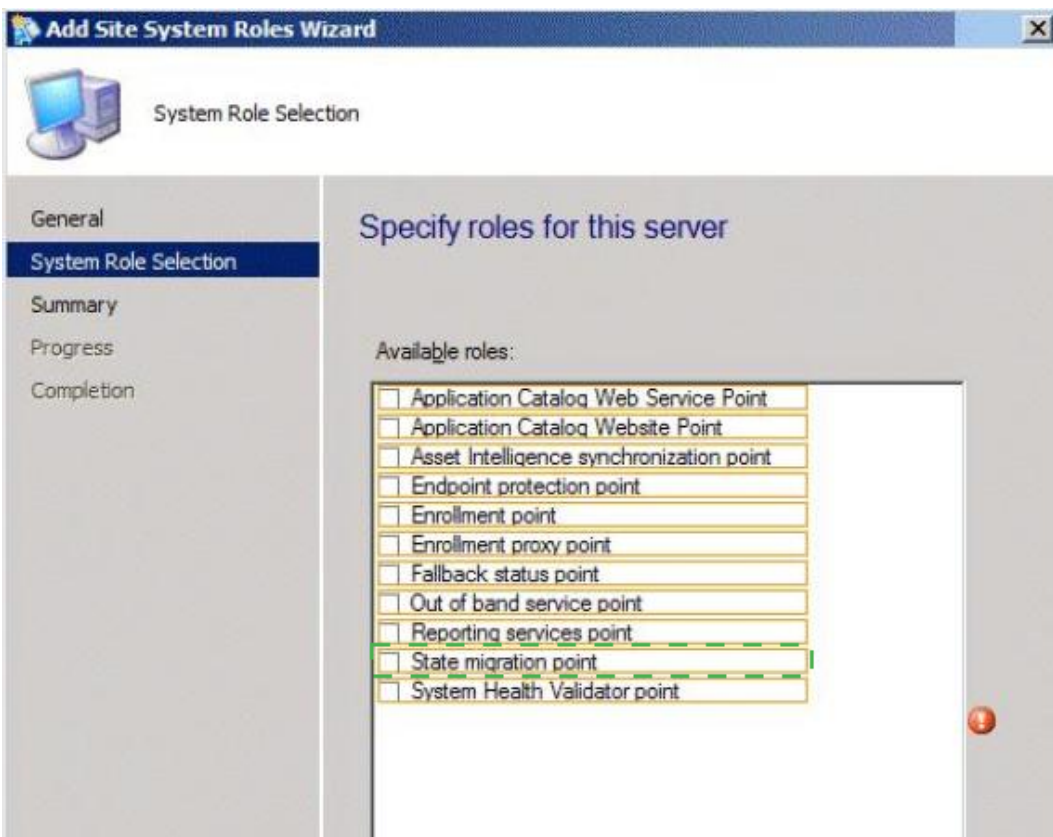 Add Site System Roles Wizard
System Role Selection
General
System Role Selection
Summary
Progress
Completion
Specify roles for this server
Available roles:
Application Catalog Web Service Point
Application Catalog Website Point
Asset Intelligence synchronization point
Endpoint protection point
Enrollment point
Enrollment proxy point
Fallback status point
Out of band service point
Reporting services point
State migration point
System Health Validator point